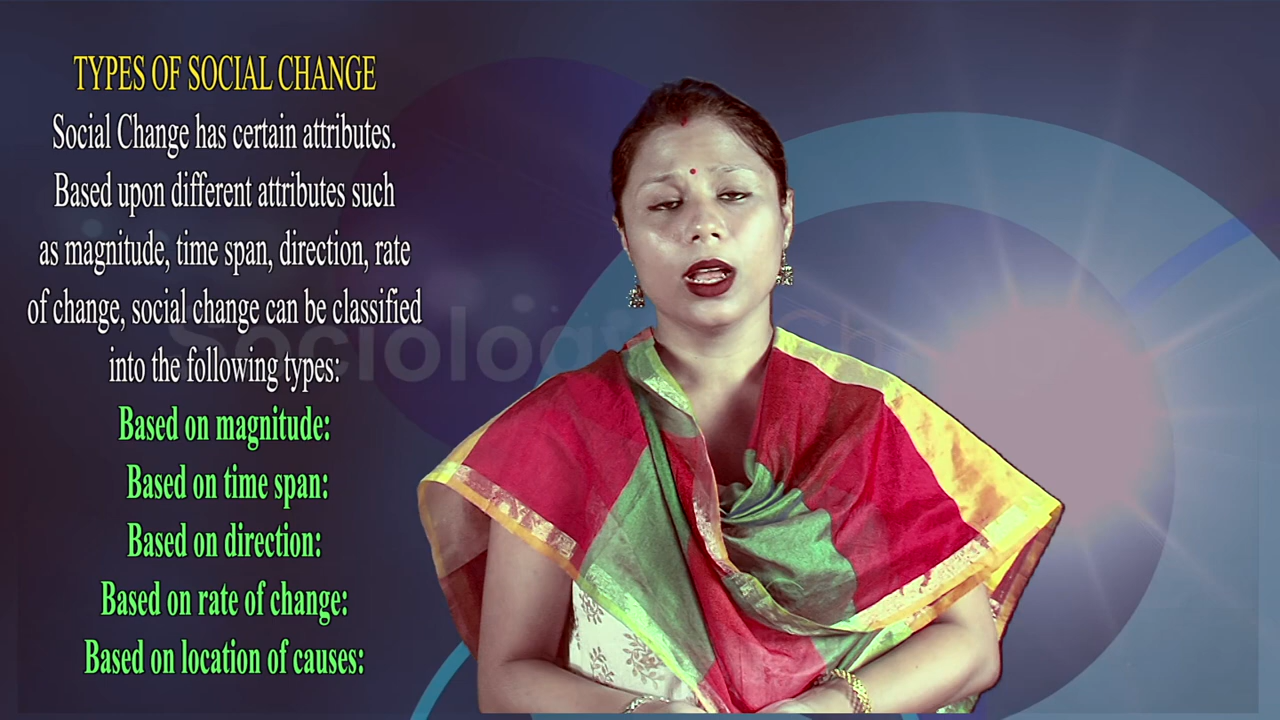 TYPES OF SOCIAL CHANGE
Social Change has certain attributes.
Based upon different attributes such
as magnitude, time span, direction, rate
of change, social change can be classified
into the following types:
Based on magnitude:
Based on time span:
Based on direction:
Based on rate of change:
Based on location of causes: